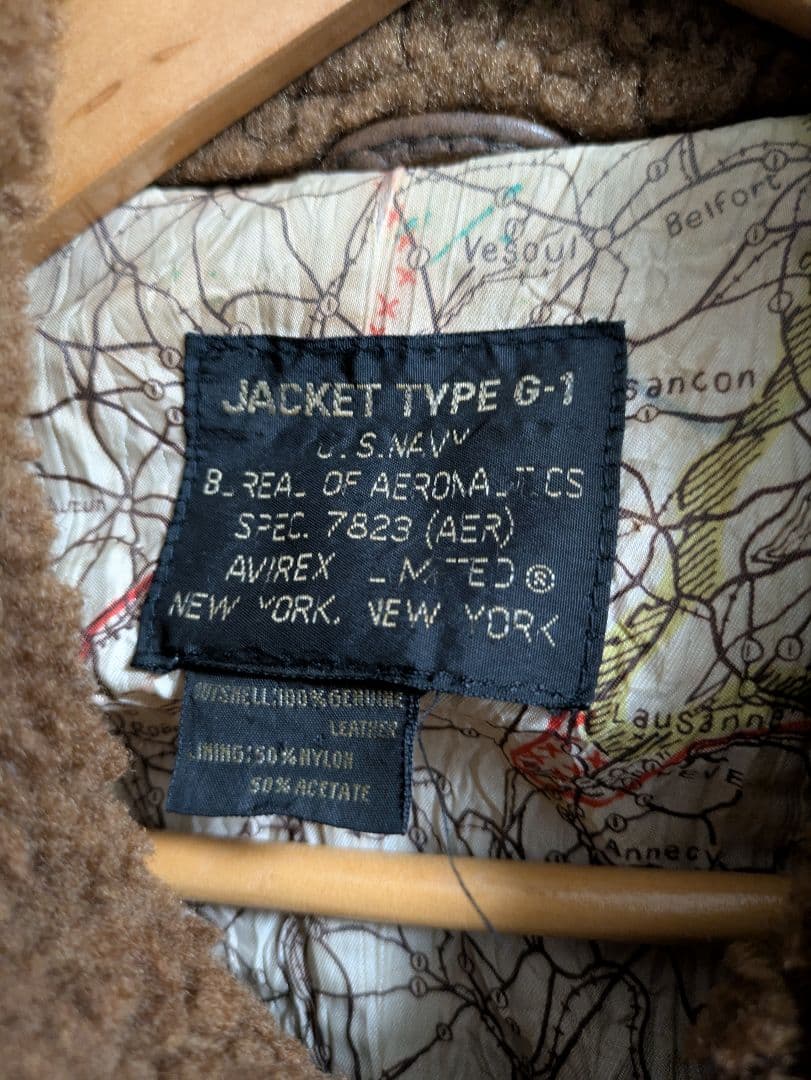 Belfort
Vesoul
JACKET TYPE G-1
U.S.NAVY
sancon
BUREAU OF AERONAUTICS
SPEC. 7823 (AER)
AVIREX LIMITED®
NEW YORK, NEW YORK
OUTSHELL:100%GENUINE
LEATHER
Lausanne
LINING:50%NYLON
50%ACETATE
EVE
Annecy